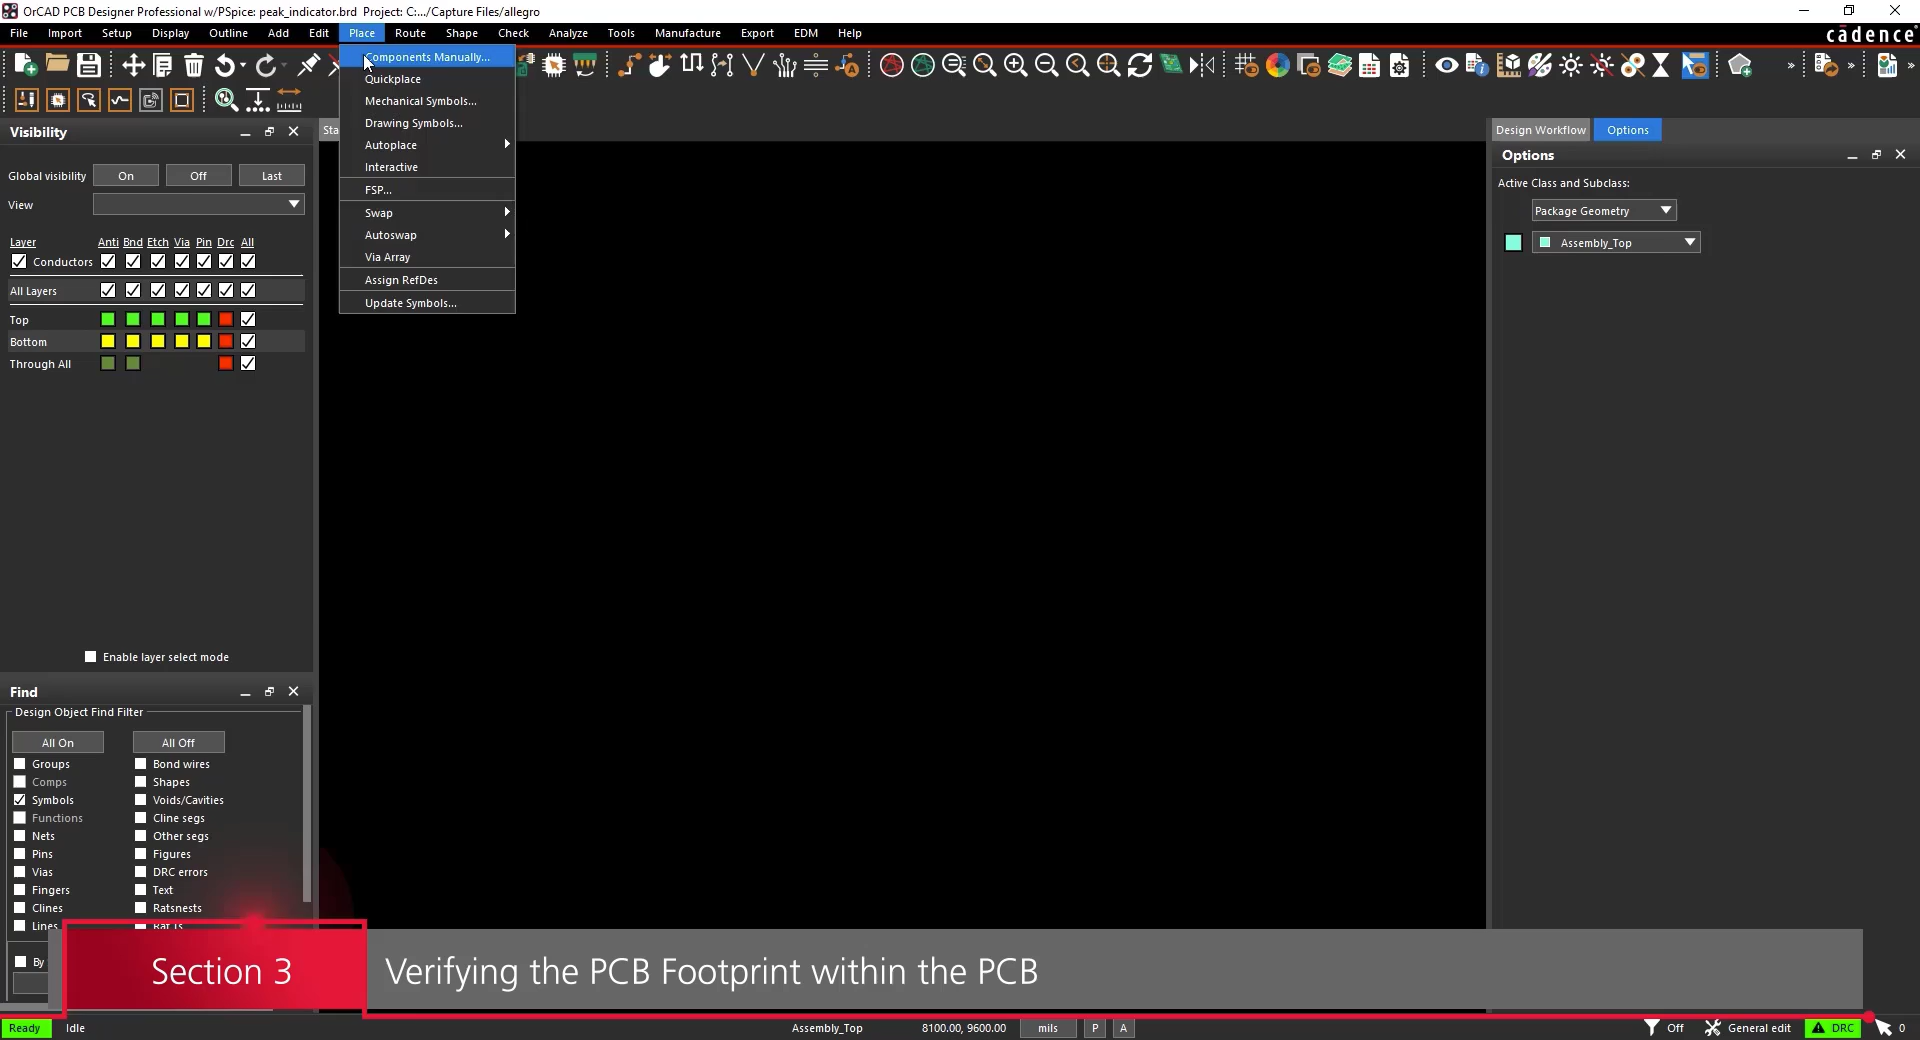 OrCAD PCB Designer Professional w/PSpice: peak_indicator.brd  Project: C:.../Capture Files/allegro
File Import Setup Display Outline Add Edit Place Route Shape Check Analyze Tools Manufacture Export EDM Help
cadence
Components Manually...
Quickplace
Mechanical Symbols...
Drawing Symbols...
Autoplace
Interactive
FSP...
Swap
Autoswap
Via Array
Assign RefDes
Update Symbols...
Visibility
Sta
Global visibility On Off Last
View
Layer Anti Bnd Etch Via Pin Drc All
Conductors
All Layers
Top
Bottom
Through All
Enable layer select mode
Find
Design Object Find Filter
All On All Off
Groups Bond wires
Comps Shapes
Symbols Voids/Cavities
Functions Cline segs
Nets Other segs
Pins Figures
Vias DRC errors
Fingers Text
Clines Ratsnests
Lines Rat Ts
By
Design Workflow Options
Options
Active Class and Subclass:
Package Geometry
Assembly_Top
Section 3 Verifying the PCB Footprint within the PCB
Ready Idle Assembly_Top 8100.00, 9600.00 mils P A Off General edit DRC 0